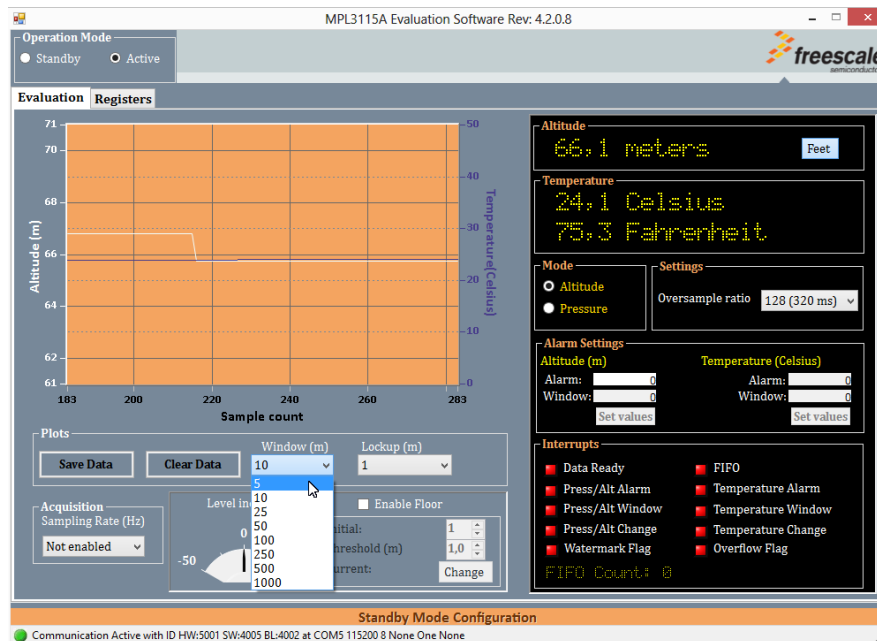 MPL3115A Evaluation Software Rev: 4.2.0.8
Operation Mode
Standby Active
freescale
semiconductor
Evaluation Registers
71
70
68
66
64
62
61
Altitude (m)
50
40
30
20
10
0
Temperature(Celsius)
183 200 220 240 260 283
Sample count
Plots
Save Data Clear Data
Window (m)
10
Lockup (m)
1
5
10
25
50
100
250
500
1000
Acquisition
Sampling Rate (Hz)
Not enabled
Level in
0
-50
Enable Floor
nitial: 1
hreshold (m) 1,0
urrent: Change
Altitude
66,1 meters Feet
Temperature
24,1 Celsius
75,3 Fahrenheit
Mode
Altitude
Pressure
Settings
Oversample ratio 128 (320 ms)
Alarm Settings
Altitude (m)
Alarm: 0
Window: 0
Set values
Temperature (Celsius)
Alarm: 0
Window: 0
Set values
Interrupts
Data Ready
Press/Alt Alarm
Press/Alt Window
Press/Alt Change
Watermark Flag
FIFO
Temperature Alarm
Temperature Window
Temperature Change
Overflow Flag
FIFO Count: 0
Standby Mode Configuration
Communication Active with ID HW:5001 SW:4005 BL:4002 at COM5 115200 8 None One None